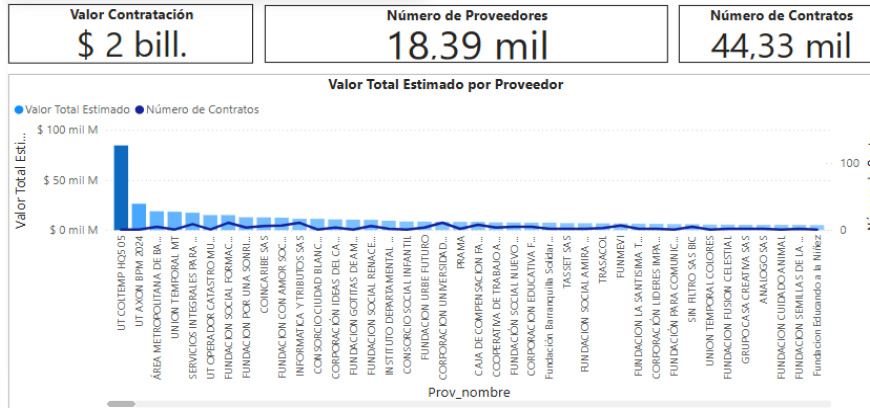 Valor Contratación
$ 2 bill.
Número de Proveedores
18,39 mil
Número de Contratos
44,33 mil
Valor Total Estimado por Proveedor
Valor Total Estimado Número de Contratos
Valor Total Esti...
$ 100 mil M
$ 50 mil M
$ 0 mil M
100
0
UT COLTEMP HQS 05
UT AXON BPM 2024
ÁREA METROPOLITANA DE BA...
UNION TEMPORAL MT
SERVICIOS INTEGRALES PARA ...
UT OPERADOR CATASTRO MU...
FUNDACION SOCIAL FORMAC...
FUNDACION POR UNA SONRI...
COINCARIBE SAS
FUNDACION CON AMOR SOC...
INFORMATICA Y TRIBUTOS SAS
CONSORCIO CIUDAD BLANC...
CORPORACIÓN IDEAS DEL CA...
FUNDACION GOTITAS DE AM...
FUNDACION SOCIAL RENACE...
INSTITUTO DEPARTAMENTAL ...
CONSORCIO SOCIAL INFANTIL
FUNDACION URBE FUTURO
CORPORACION UNIVERSIDAD...
PRAMA
CAJA DE COMPENSACION FA...
COOPERATIVA DE TRABAJO A...
FUNDACIÓN SOCIAL NUEVO ...
CORPORACION EDUCATIVA F...
Fundación Barranquilla Solidar...
TASSET SAS
FUNDACION SOCIAL AMIRA ...
TRASACOL
FUNMEVI
FUNDACION LA SANTISIMA T...
CORPORACIÓN LIDERES IMPA...
FUNDACIÓN PARA COMUNIC...
SIN FILTRO SAS BIC
UNION TEMPORAL COLORES
FUNDACION FUSION CELESTIAL
GRUPO CASA CREATIVA SAS
ANALOGO SAS
FUNDACION CUIDADO ANIMAL
FUNDACION SEMILLAS DE LA ...
Fundacion Educando a la Niñez
Prov_nombre